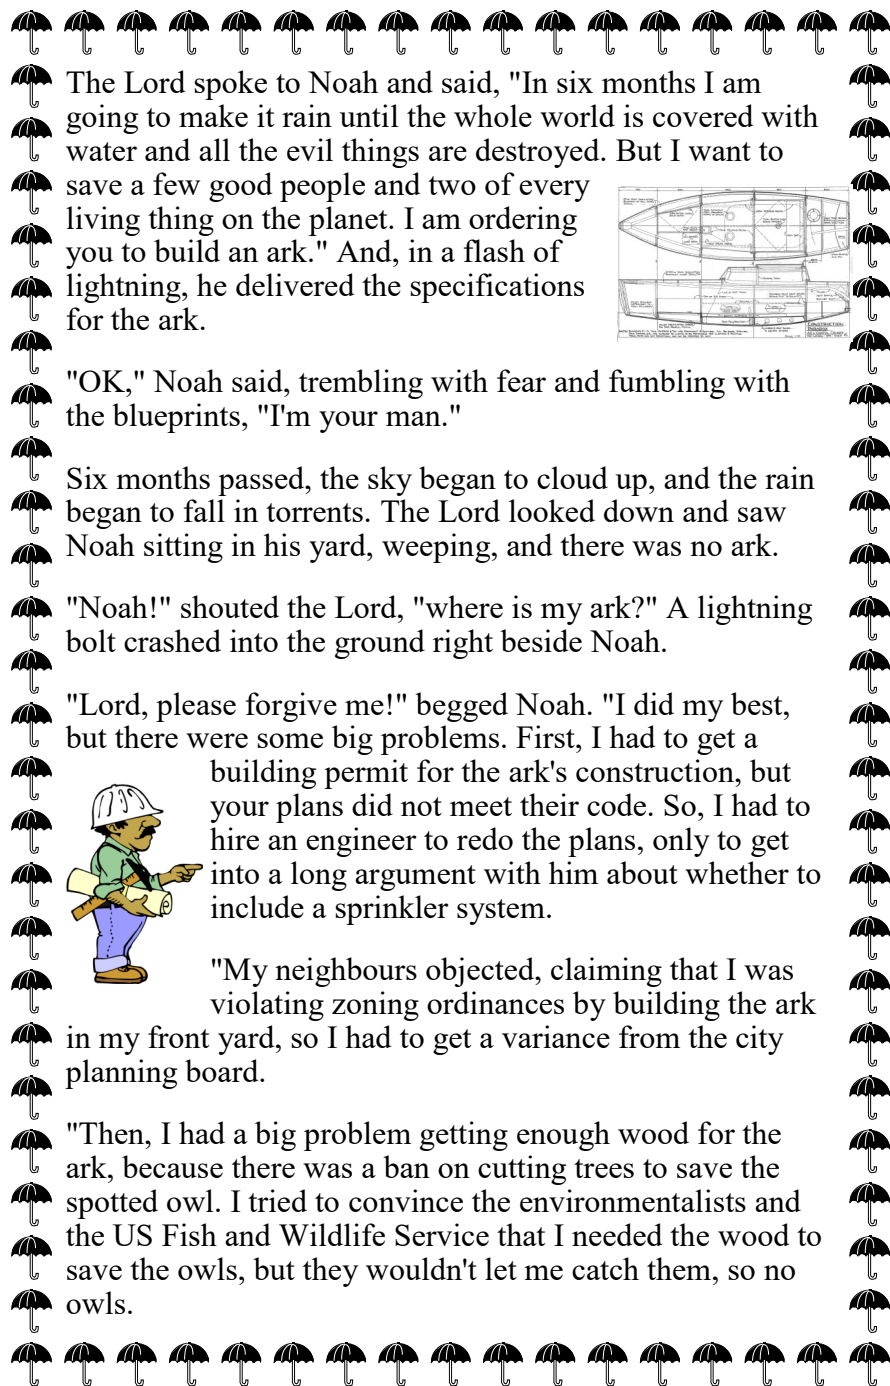 The Lord spoke to Noah and said, "In six months I am
going to make it rain until the whole world is covered with
water and all the evil things are destroyed. But I want to
save a few good people and two of every
living thing on the planet. I am ordering
you to build an ark." And, in a flash of
lightning, he delivered the specifications
for the ark.
"OK," Noah said, trembling with fear and fumbling with
the blueprints, "I'm your man."
Six months passed, the sky began to cloud up, and the rain
began to fall in torrents. The Lord looked down and saw
Noah sitting in his yard, weeping, and there was no ark.
"Noah!" shouted the Lord, "where is my ark?" A lightning
bolt crashed into the ground right beside Noah.
"Lord, please forgive me!" begged Noah. "I did my best,
but there were some big problems. First, I had to get a
building permit for the ark's construction, but
your plans did not meet their code. So, I had to
hire an engineer to redo the plans, only to get
into a long argument with him about whether to
include a sprinkler system.
"My neighbours objected, claiming that I was
violating zoning ordinances by building the ark
in my front yard, so I had to get a variance from the city
planning board.
"Then, I had a big problem getting enough wood for the
ark, because there was a ban on cutting trees to save the
spotted owl. I tried to convince the environmentalists and
the US Fish and Wildlife Service that I needed the wood to
save the owls, but they wouldn't let me catch them, so no
owls.